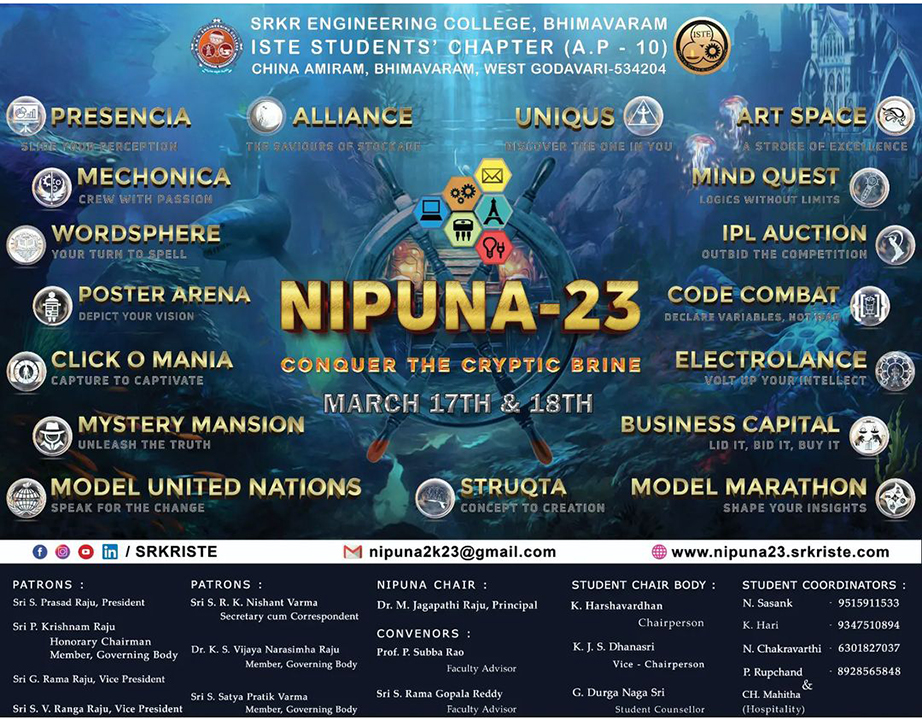 SRKR ENGINEERING COLLEGE, BHIMAVARAM
ISTE STUDENTS' CHAPTER (A.P - 10)
CHINA AMIRAM, BHIMAVARAM, WEST GODAVARI-534204
ISTE
PRESENCIA
SLIDE YOUR PERCEPTION
ALLIANCE
THE SAVIOURS OF STOCKADE
UNIQUS
DISCOVER THE ONE IN YOU
ART SPACE
A STROKE OF EXCELLENCE
MECHONICA
CREW WITH PASSION
MIND QUEST
LOGICS WITHOUT LIMITS
WORDSPHERE
YOUR TURN TO SPELL
IPL AUCTION
OUTBID THE COMPETITION
POSTER ARENA
DEPICT YOUR VISION
NIPUNA-23
CODE COMBAT
DECLARE VARIABLES, NOT WAR
CONQUER THE CRYPTIC BRINE
CLICK O MANIA
CAPTURE TO CAPTIVATE
ELECTROLANCE
VOLT UP YOUR INTELLECT
MARCH 17TH & 18TH
MYSTERY MANSION
UNLEASH THE TRUTH
BUSINESS CAPITAL
LID IT, BID IT, BUY IT
MODEL UNITED NATIONS
SPEAK FOR THE CHANGE
STRUQTA
CONCEPT TO CREATION
MODEL MARATHON
SHAPE YOUR INSIGHTS
/ SRKRISTE
nipuna2k23@gmail.com
www.nipuna23.srkriste.com
PATRONS :
Sri S. Prasad Raju, President
Sri P. Krishnam Raju
Honorary Chairman
Member, Governing Body
Sri G. Rama Raju, Vice President
Sri S. V. Ranga Raju, Vice President
PATRONS :
Sri S. R. K. Nishant Varma
Secretary cum Correspondent
Dr. K. S. Vijaya Narasimha Raju
Member, Governing Body
Sri S. Satya Pratik Varma
Member, Governing Body
NIPUNA CHAIR :
Dr. M. Jagapathi Raju, Principal
CONVENORS :
Prof. P. Subba Rao
Faculty Advisor
Sri S. Rama Gopala Reddy
Faculty Advisor
STUDENT CHAIR BODY :
K. Harshavardhan
Chairperson
K. J. S. Dhanasri
Vice - Chairperson
G. Durga Naga Sri
Student Counsellor
STUDENT COORDINATORS :
N. Sasank · 9515911533
K. Hari · 9347510894
N. Chakravarthi · 6301827037
P. Rupchand · 8928565848
&
CH. Mahitha
(Hospitality)